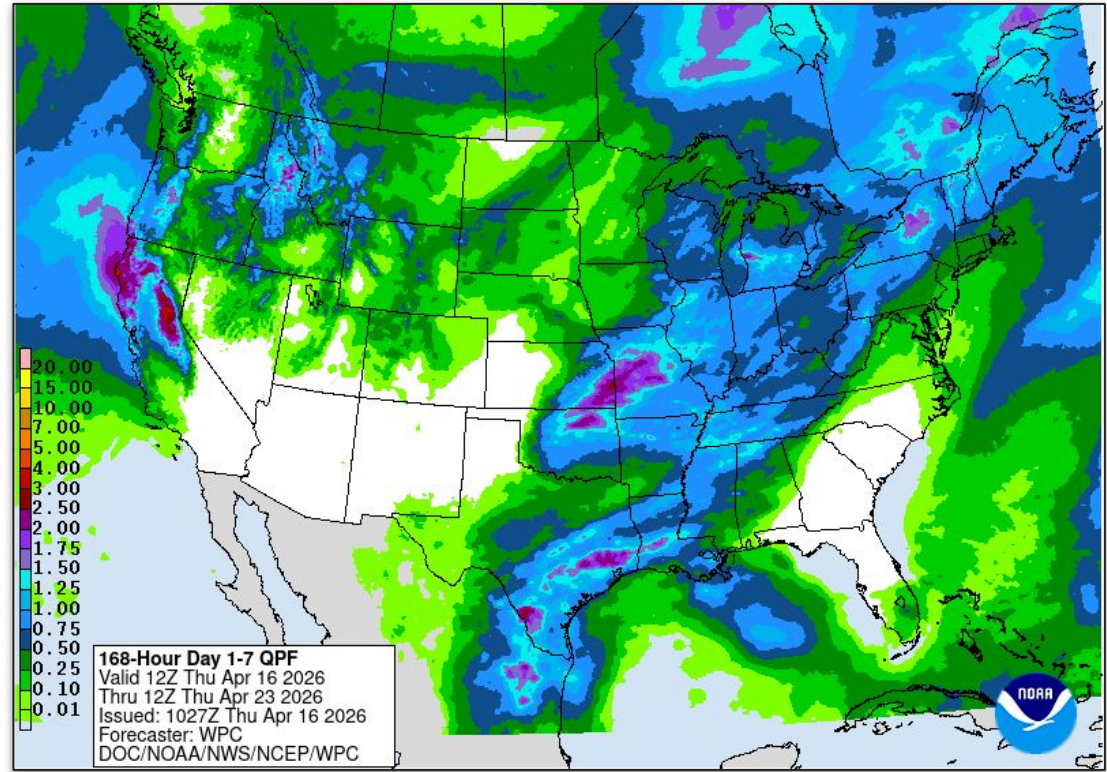 20.00
15.00
10.00
7.00
5.00
4.00
3.00
2.50
2.00
1.75
1.50
1.25
1.00
0.75
0.50
0.25
0.10
0.01
168-Hour Day 1-7 QPF
Valid 12Z Thu Apr 16 2026
Thru 12Z Thu Apr 23 2026
Issued: 1027Z Thu Apr 16 2026
Forecaster: WPC
DOC/NOAA/NWS/NCEP/WPC
NOAA